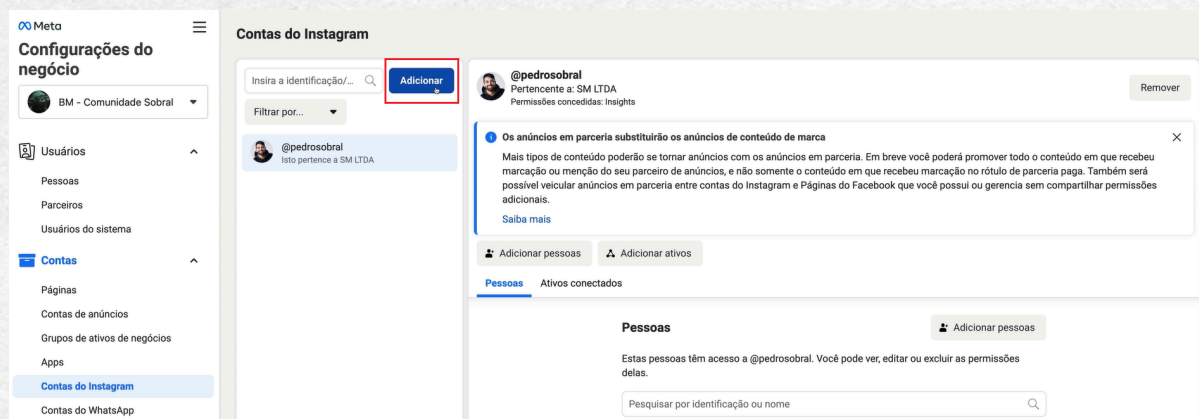 Meta
Configurações do
negócio
BM - Comunidade Sobral
Usuários
Pessoas
Parceiros
Usuários do sistema
Contas
Páginas
Contas de anúncios
Grupos de ativos de negócios
Apps
Contas do Instagram
Contas do WhatsApp
Contas do Instagram
Insira a identificação/...
Adicionar
Filtrar por...
@pedrosobral
Isto pertence a SM LTDA
@pedrosobral
Pertencente a: SM LTDA
Permissões concedidas: Insights
Remover
Os anúncios em parceria substituirão os anúncios de conteúdo de marca
Mais tipos de conteúdo poderão se tornar anúncios com os anúncios em parceria. Em breve você poderá promover todo o conteúdo em que recebeu
marcação ou menção do seu parceiro de anúncios, e não somente o conteúdo em que recebeu marcação no rótulo de parceria paga. Também será
possível veicular anúncios em parceria entre contas do Instagram e Páginas do Facebook que você possui ou gerencia sem compartilhar permissões
adicionais.
Saiba mais
Adicionar pessoas
Adicionar ativos
Pessoas
Ativos conectados
Pessoas
Adicionar pessoas
Estas pessoas têm acesso a @pedrosobral. Você pode ver, editar ou excluir as permissões
delas.
Pesquisar por identificação ou nome